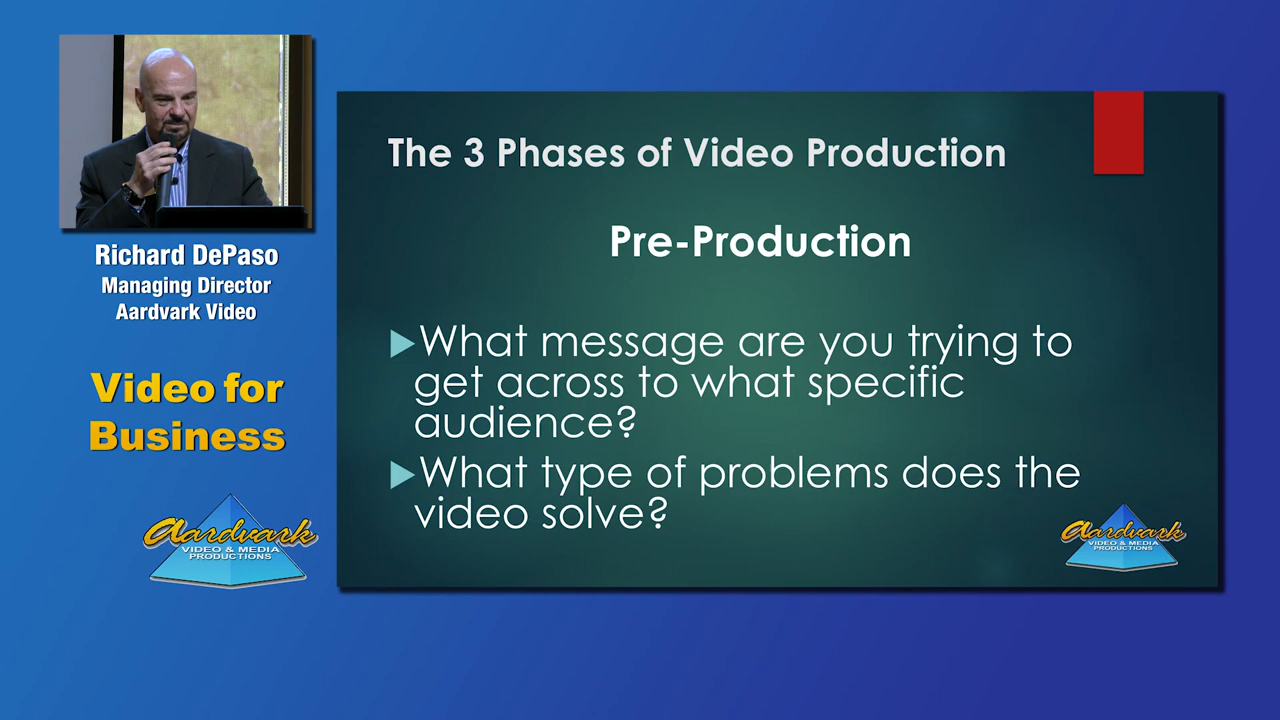 Richard DePaso
Managing Director
Aardvark Video
Video for
Business
Aardvark
VIDEO & MEDIA
PRODUCTIONS
The 3 Phases of Video Production
Pre-Production
What message are you trying to
get across to what specific
audience?
What type of problems does the
video solve?
Aardvark
VIDEO & MEDIA
PRODUCTIONS